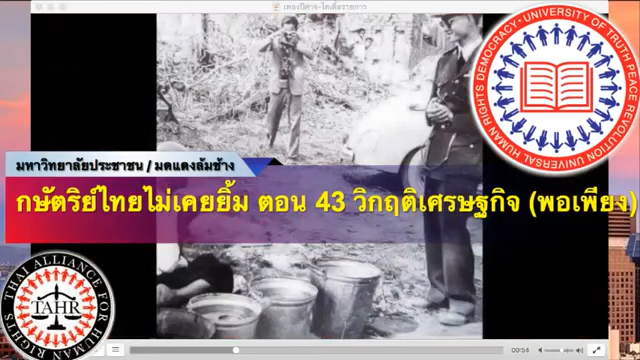 เพลงปีศาจ-โดเดี่ยวราชการ
UNIVERSITY OF TRUTH PEACE REVOLUTION UNIVERSAL HUMAN RIGHTS DEMOCRACY
มหาวิทยาลัยประชาชน / มดแดงล้มช้าง
กษัตริย์ไทยไม่เคยยิ้ม ตอน 43 วิกฤติเศรษฐกิจ (พอเพียง)
THAI ALLIANCE FOR HUMAN RIGHTS
TAHR
00:54